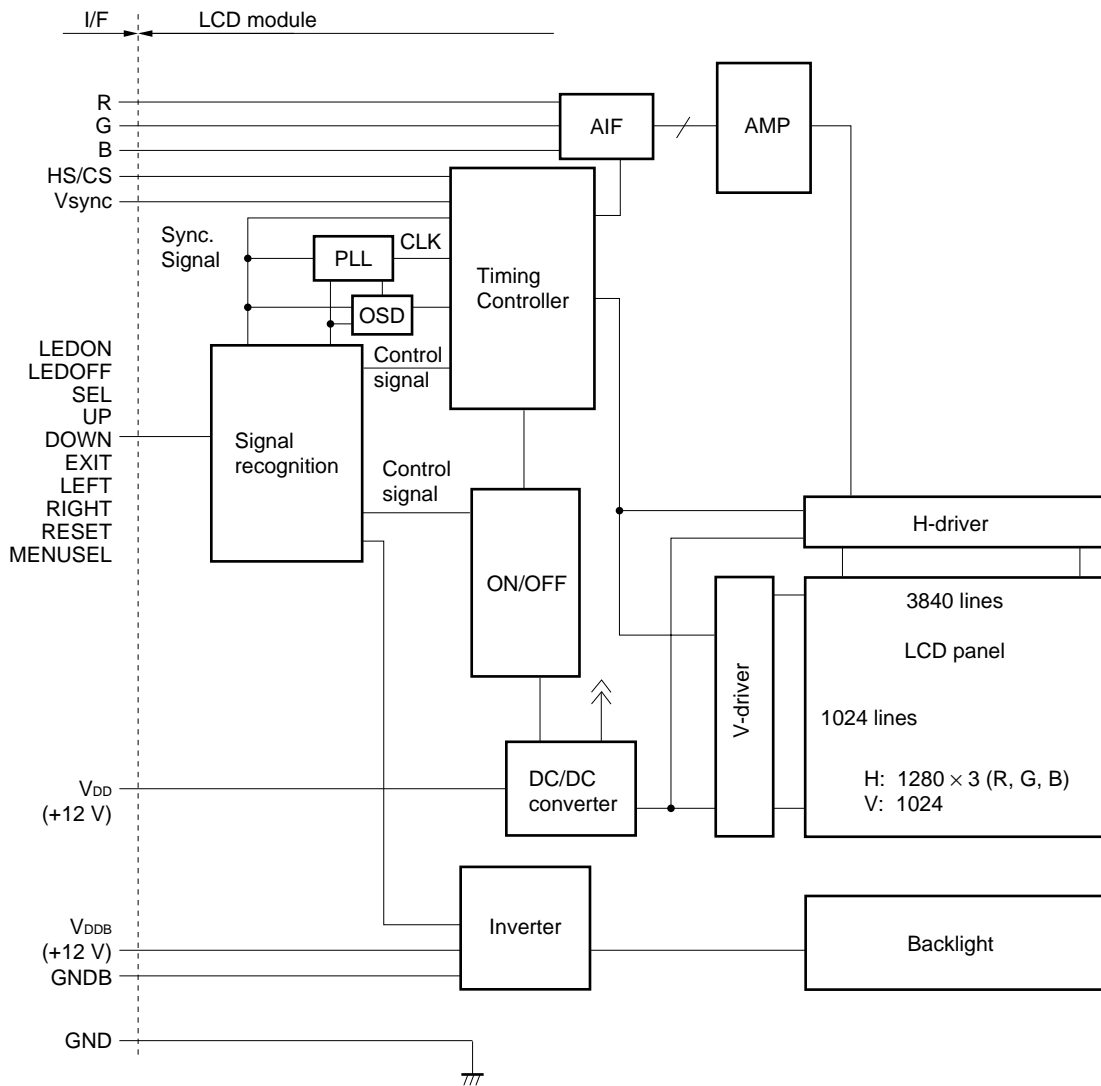 I/F
LCD module
R
G
B
HS/CS
Vsync
AIF
AMP
Sync.
Signal
PLL
CLK
OSD
Timing
Controller
LEDON
LEDOFF
SEL
UP
DOWN
EXIT
LEFT
RIGHT
RESET
MENUSEL
Signal
recognition
Control
signal
Control
signal
ON/OFF
H-driver
V-driver
3840 lines
LCD panel
1024 lines
H: 1280 × 3 (R, G, B)
V: 1024
VDD
(+12 V)
DC/DC
converter
VDDB
(+12 V)
GNDB
Inverter
Backlight
GND